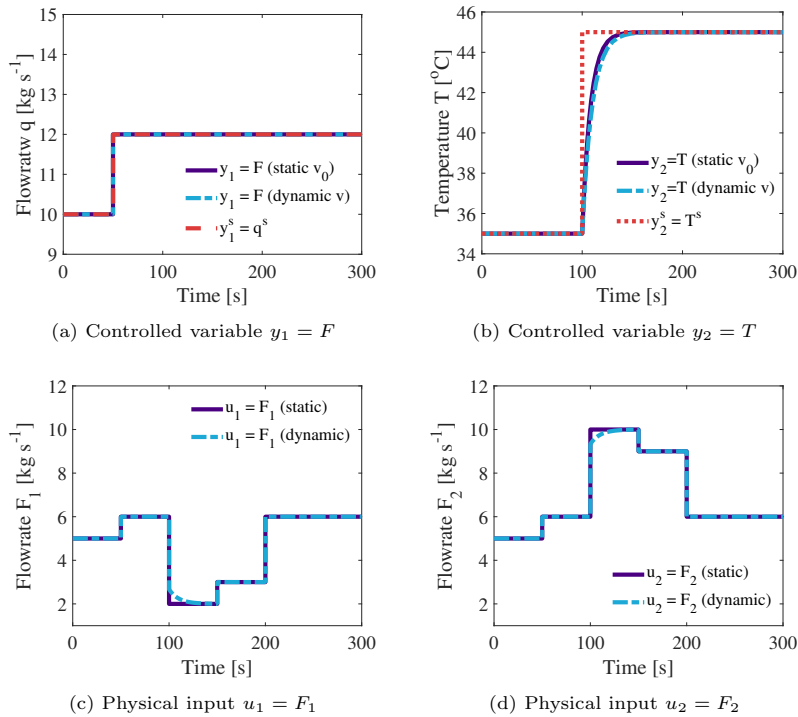 15
14
13
12
11
10
9
0
100
200
300
Flowratw q [kg s⁻¹]
Time [s]
y₁ = F (static v₀)
y₁ = F (dynamic v)
y₁ˢ = qˢ
(a) Controlled variable y₁ = F
46
44
42
40
38
36
34
0
100
200
300
Temperature T [°C]
Time [s]
y₂=T (static v₀)
y₂=T (dynamic v)
y₂ˢ = Tˢ
(b) Controlled variable y₂ = T
12
10
8
6
4
2
0
100
200
300
Flowrate F₁ [kg s⁻¹]
Time [s]
u₁ = F₁ (static)
u₁ = F₁ (dynamic)
(c) Physical input u₁ = F₁
12
10
8
6
4
2
0
100
200
300
Flowrate F₂ [kg s⁻¹]
Time [s]
u₂ = F₂ (static)
u₂ = F₂ (dynamic)
(d) Physical input u₂ = F₂